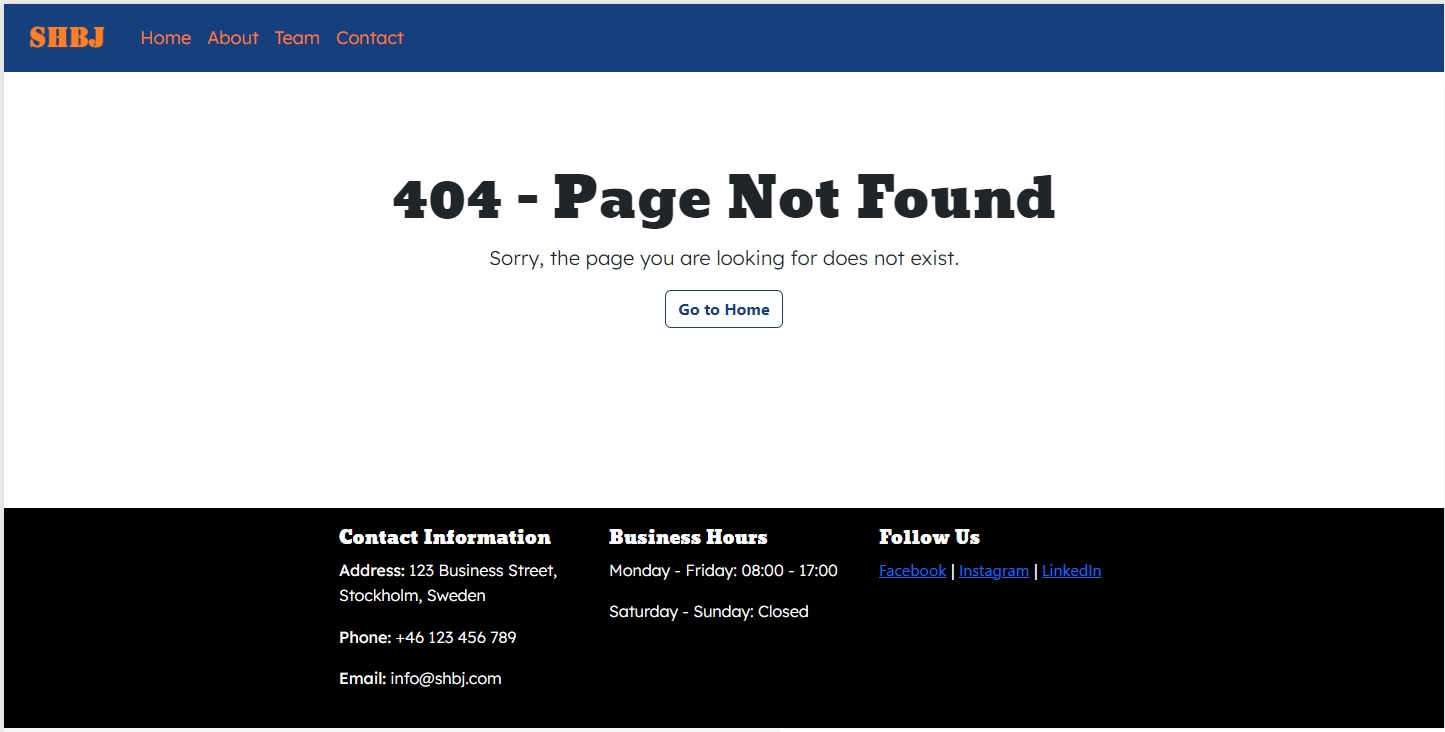 SHBJ Home About Team Contact
404 - Page Not Found
Sorry, the page you are looking for does not exist.
Go to Home
Contact Information
Address: 123 Business Street,
Stockholm, Sweden
Phone: +46 123 456 789
Email: info@shbj.com
Business Hours
Monday - Friday: 08:00 - 17:00
Saturday - Sunday: Closed
Follow Us
Facebook | Instagram | LinkedIn